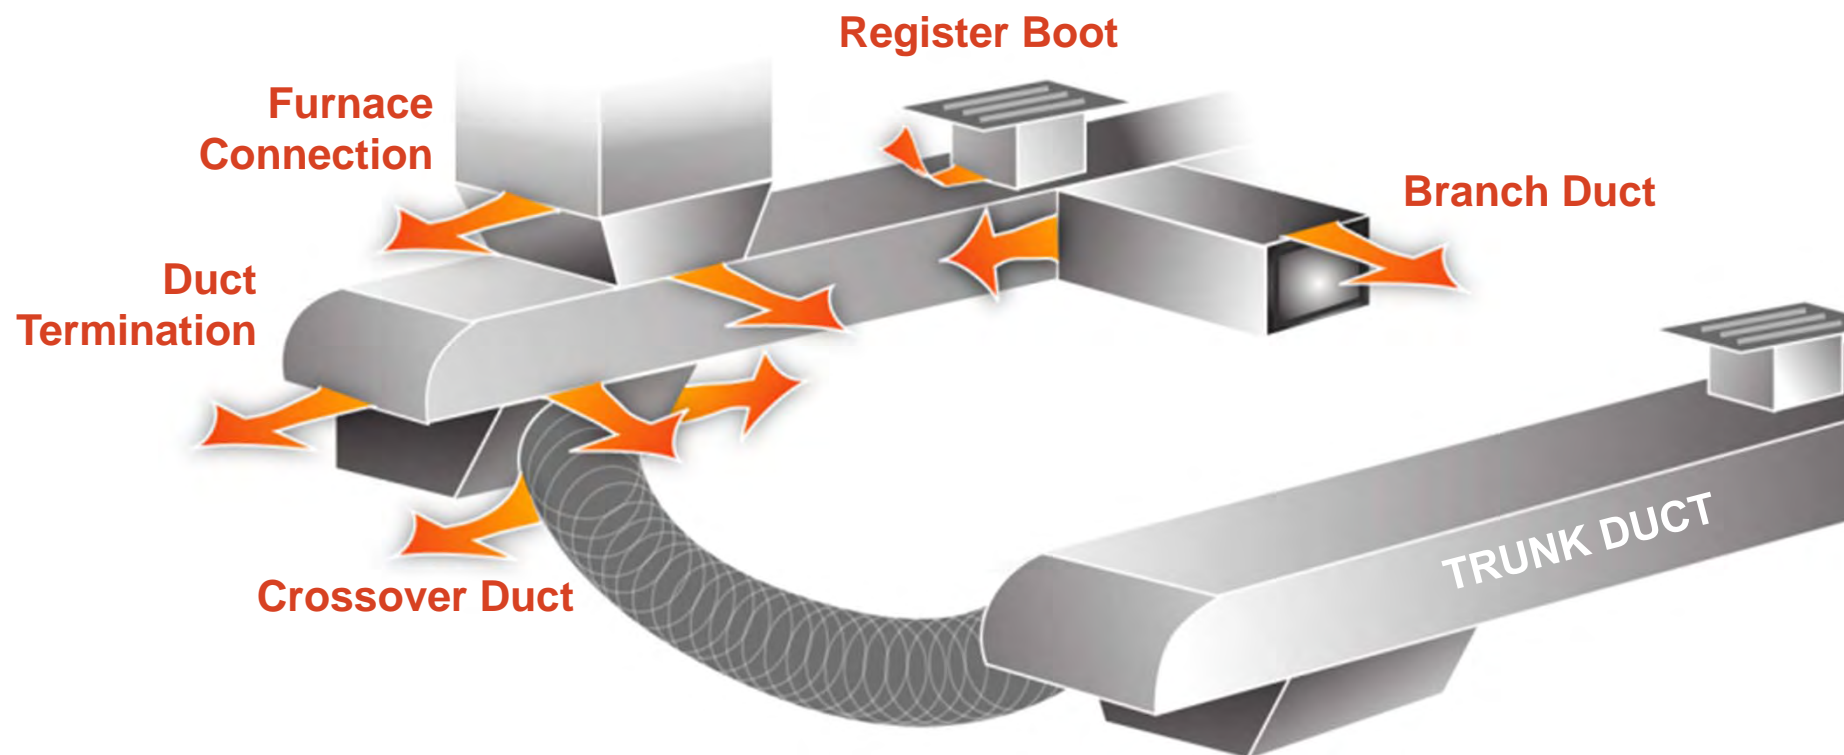 Register Boot
Furnace
Connection
Branch Duct
Duct
Termination
TRUNK DUCT
Crossover Duct